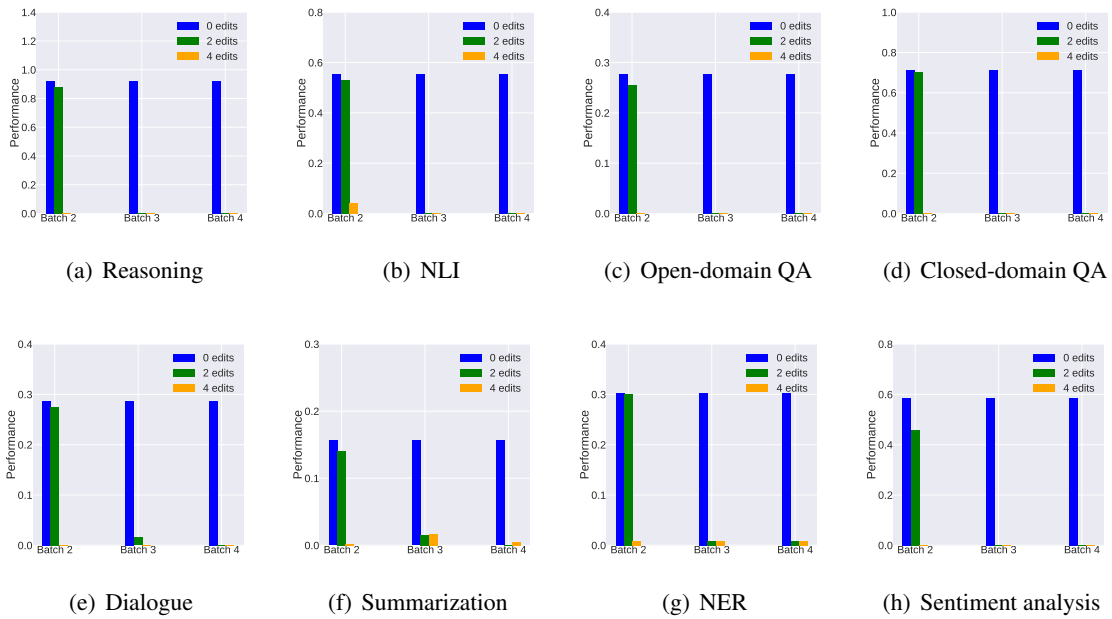 1.4
1.2
1.0
0.8
0.6
0.4
0.2
0.0
Performance
0 edits
2 edits
4 edits
Batch 2
Batch 3
Batch 4
(a) Reasoning
0.8
0.6
0.4
0.2
0.0
Performance
0 edits
2 edits
4 edits
Batch 2
Batch 3
Batch 4
(b) NLI
0.4
0.3
0.2
0.1
0.0
Performance
0 edits
2 edits
4 edits
Batch 2
Batch 3
Batch 4
(c) Open-domain QA
1.0
0.8
0.6
0.4
0.2
0.0
Performance
0 edits
2 edits
4 edits
Batch 2
Batch 3
Batch 4
(d) Closed-domain QA
0.4
0.3
0.2
0.1
0.0
Performance
0 edits
2 edits
4 edits
Batch 2
Batch 3
Batch 4
(e) Dialogue
0.3
0.2
0.1
0.0
Performance
0 edits
2 edits
4 edits
Batch 2
Batch 3
Batch 4
(f) Summarization
0.4
0.3
0.2
0.1
0.0
Performance
0 edits
2 edits
4 edits
Batch 2
Batch 3
Batch 4
(g) NER
0.8
0.6
0.4
0.2
0.0
Performance
0 edits
2 edits
4 edits
Batch 2
Batch 3
Batch 4
(h) Sentiment analysis